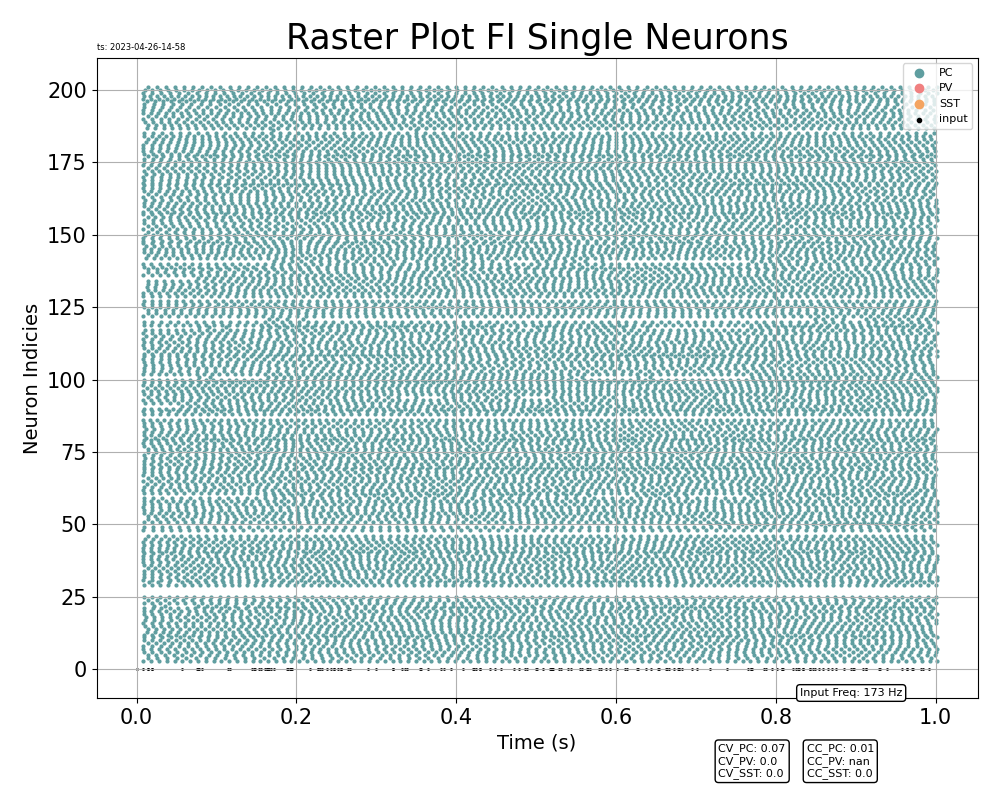 Raster Plot FI Single Neurons
ts: 2023-04-26-14-58
PC
PV
SST
input
200
175
150
125
100
75
50
25
0
Neuron Indicies
0.0 0.2 0.4 0.6 0.8 1.0
Input Freq: 173 Hz
Time (s)
CV_PC: 0.07
CV_PV: 0.0
CV_SST: 0.0
CC_PC: 0.01
CC_PV: nan
CC_SST: 0.0